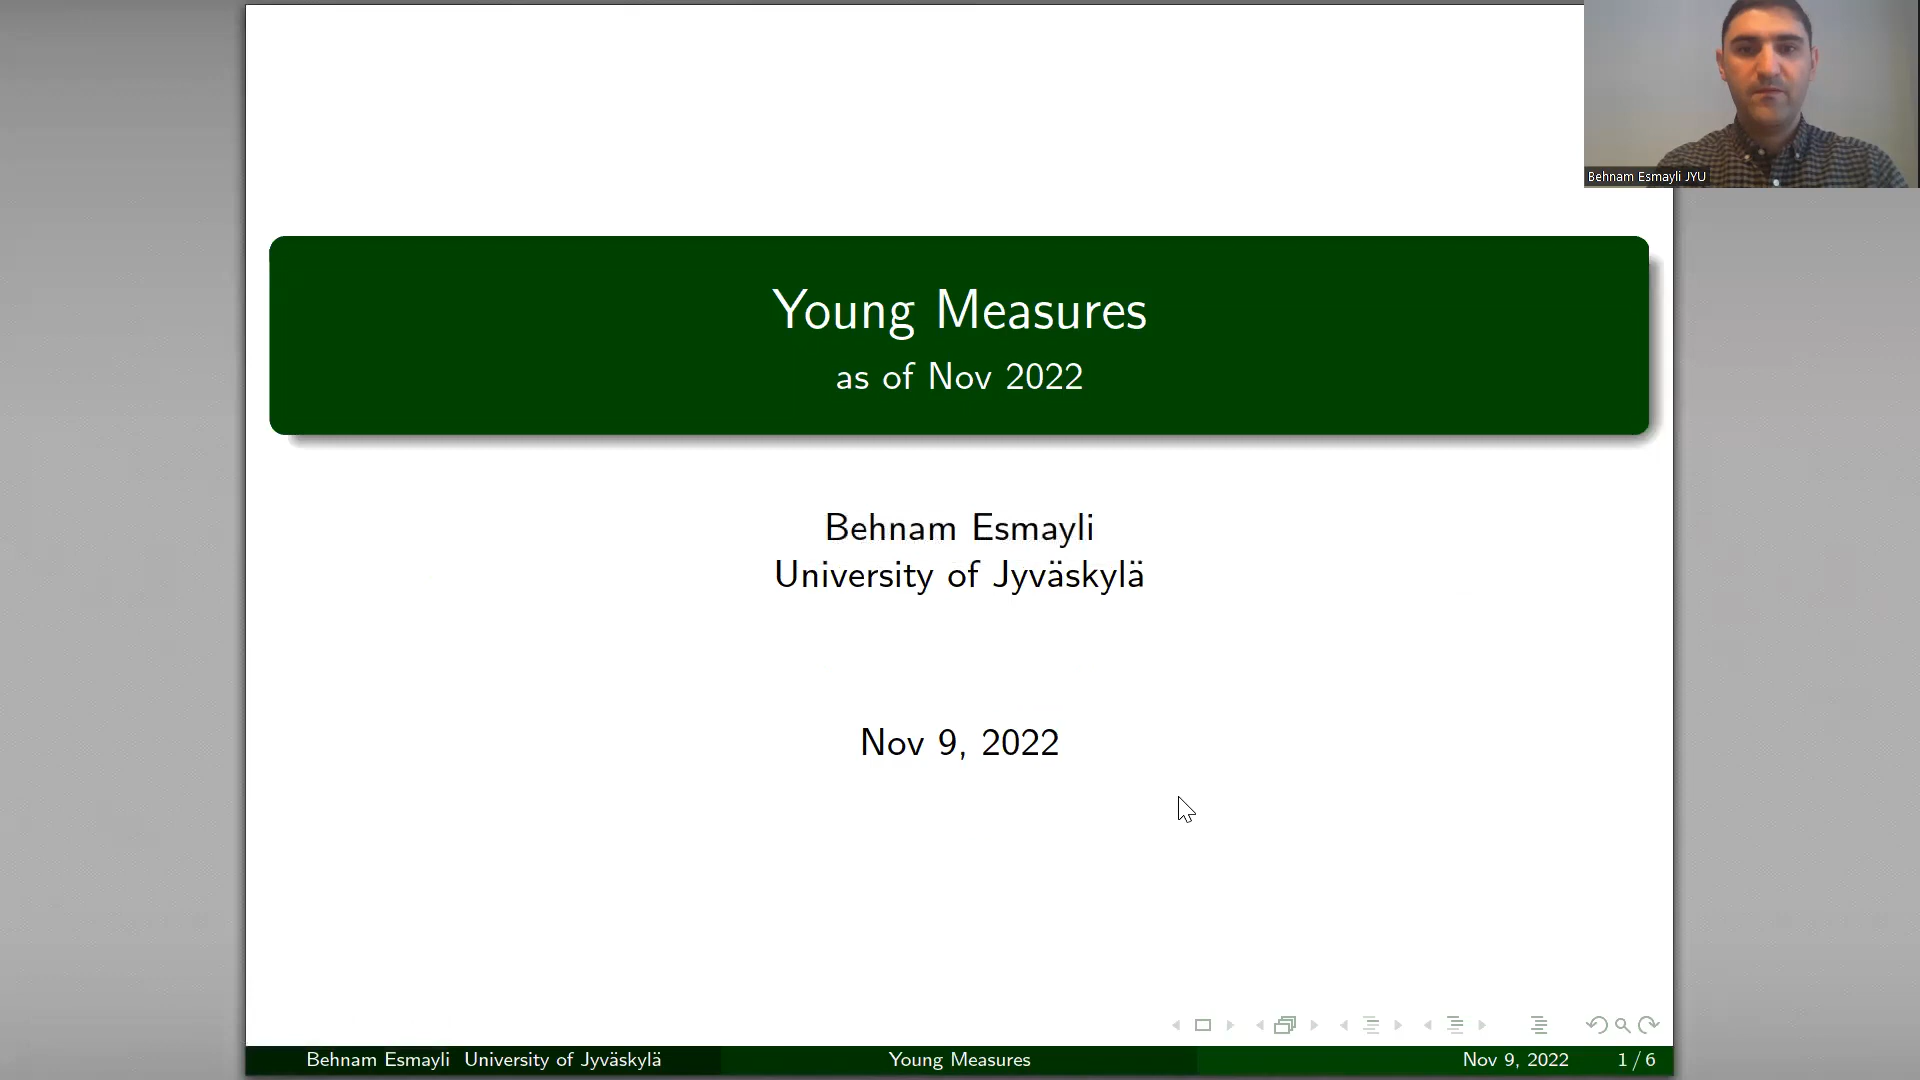 Behnam Esmayli JYU
Young Measures
as of Nov 2022
Behnam Esmayli
University of Jyväskylä
Nov 9, 2022
Behnam Esmayli University of Jyväskylä
Young Measures
Nov 9, 2022
1 / 6